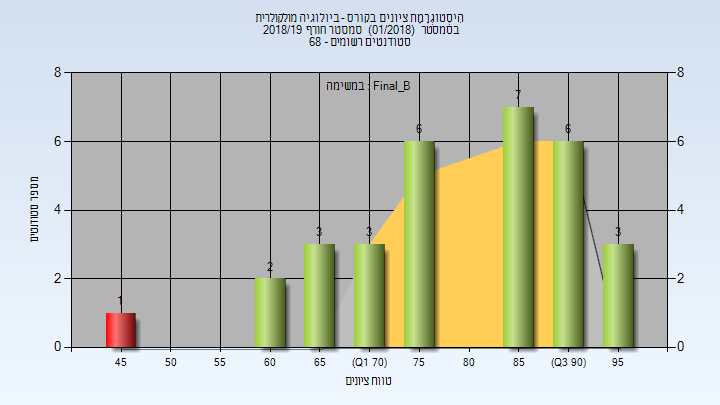 היסטוגרמת ציונים בקורס - ביולוגיה מולקולרית
בסמסטר (01/2018) סמסטר חורף 2018/19
סטודנטים רשומים - 68
במשימה : Final_B
8
6
4
2
0
8
6
4
2
0
1
2
3
3
6
7
6
3
מספר סטודנטים
45 50 55 60 65 (Q1 70) 75 80 85 (Q3 90) 95
טווח ציונים